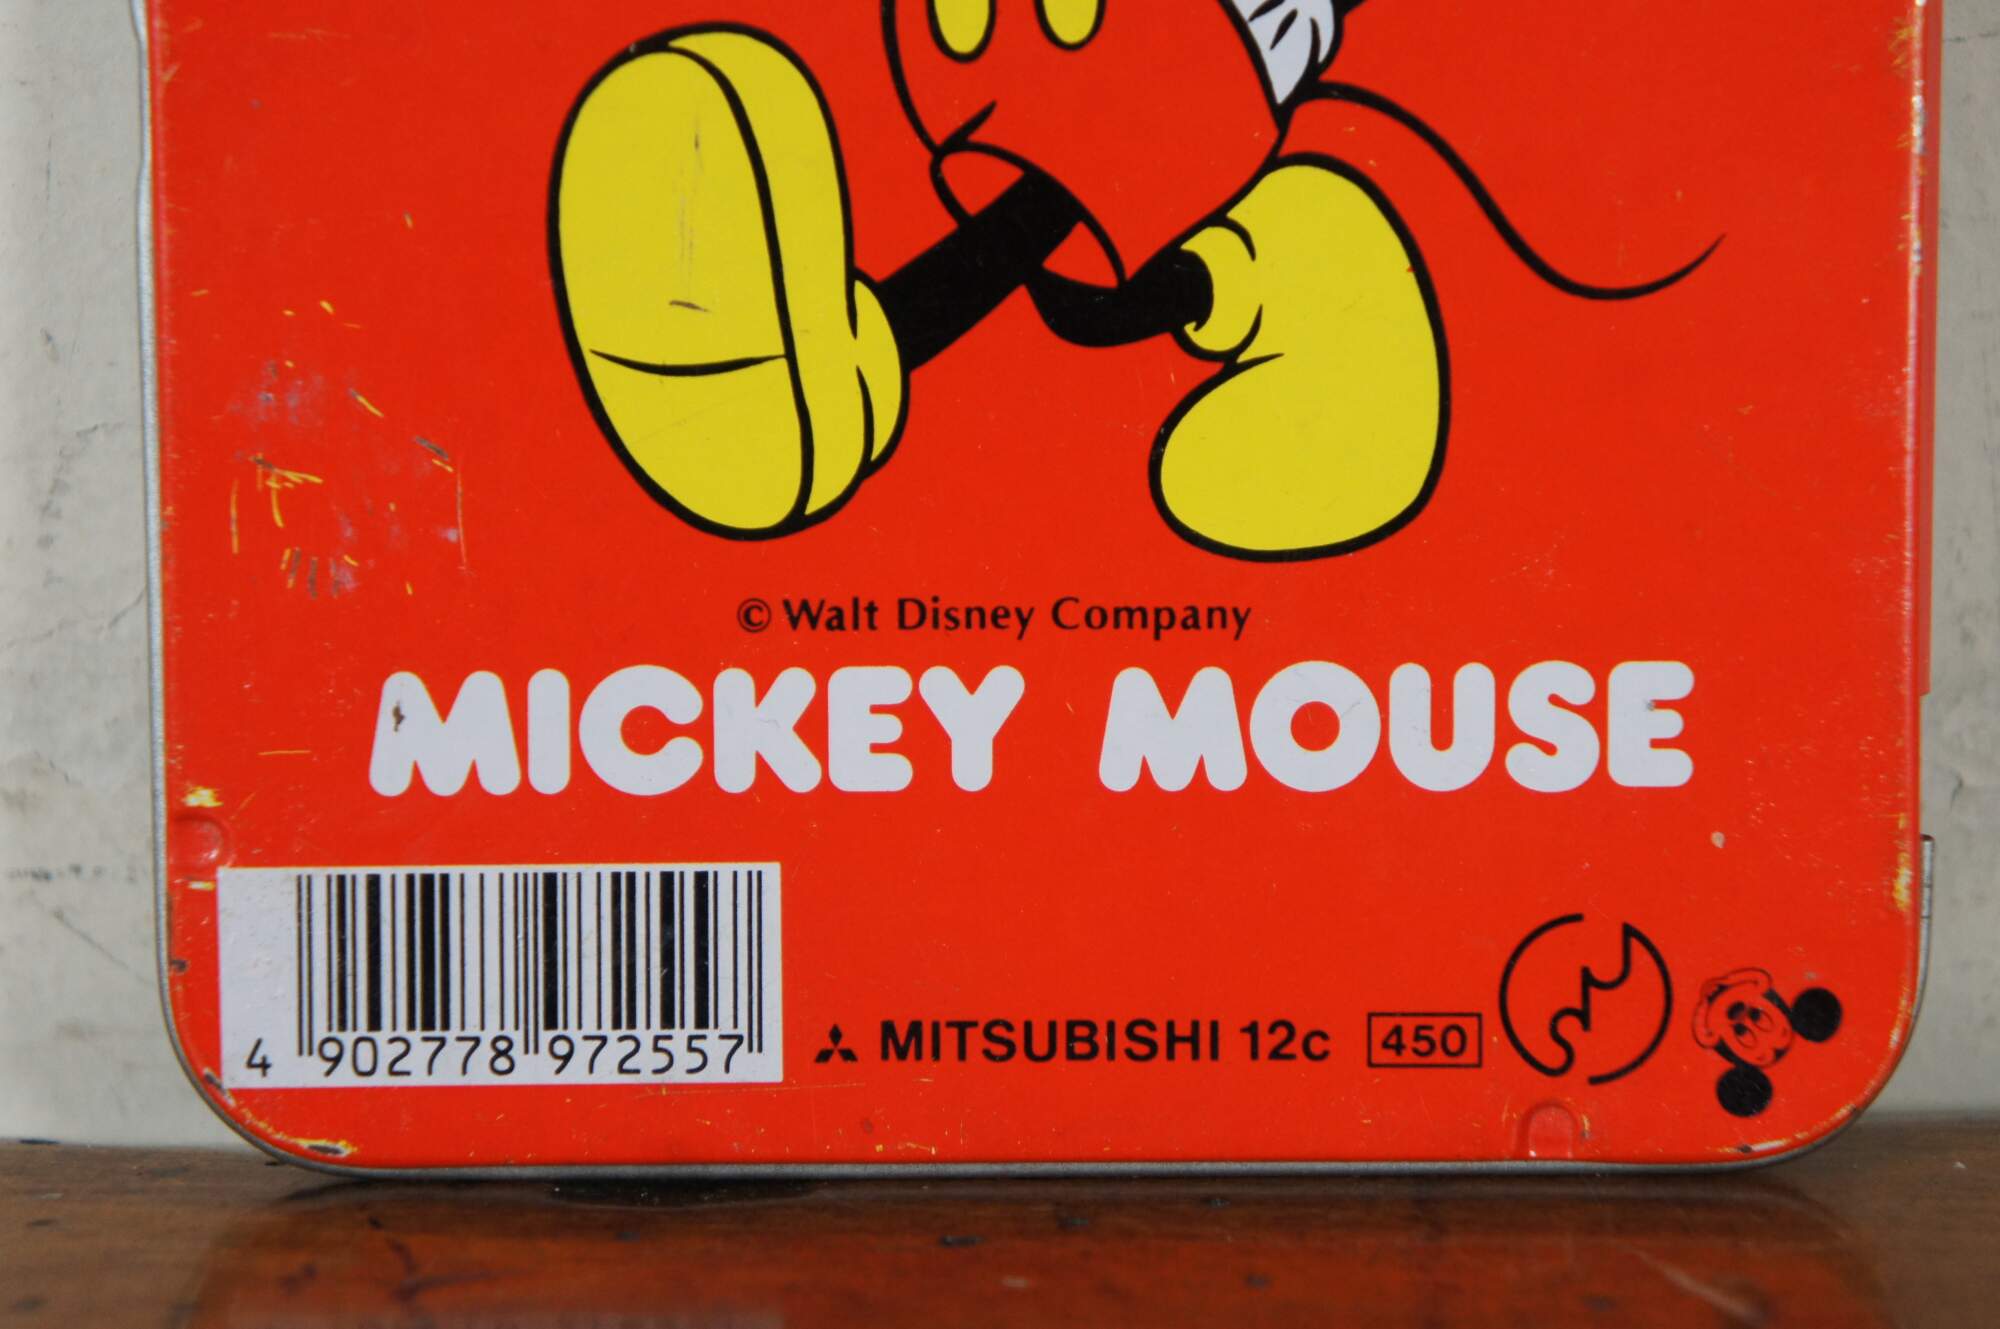 © Walt Disney Company
MICKEY MOUSE
4 902778 972557
MITSUBISHI 12c 450